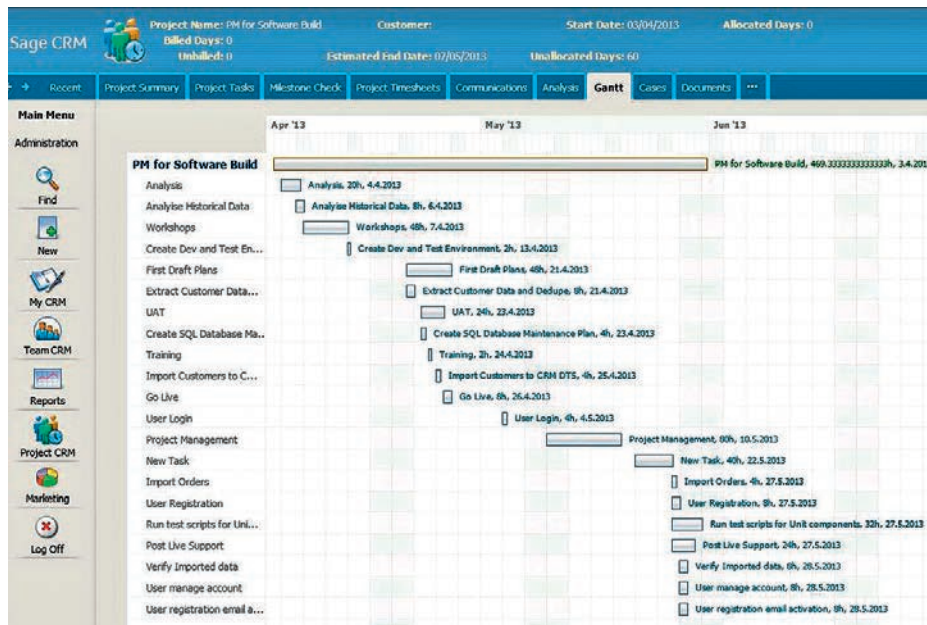 Sage CRM
Project Name: PM for Software Build Customer: Start Date: 03/04/2013 Allocated Days: 0
Billed Days: 0
Unbilled: 0 Estimated End Date: 07/05/2013 Unallocated Days: 60
Recent Project Summary Project Tasks Milestone Check Project Timesheets Communications Analysis Gantt Cases Documents ...
Main Menu
Administration
Find
New
My CRM
Team CRM
Reports
Project CRM
Marketing
Log Off
Apr '13 May '13 Jun '13
PM for Software Build PM for Software Build, 469.333333333333h, 3.4.201
Analysis Analysis, 20h, 4.4.2013
Analyse Historical Data Analyse Historical Data, 8h, 6.4.2013
Workshops Workshops, 48h, 7.4.2013
Create Dev and Test En... Create Dev and Test Environment, 2h, 13.4.2013
First Draft Plans First Draft Plans, 48h, 21.4.2013
Extract Customer Data... Extract Customer Data and Dedupe, 8h, 21.4.2013
UAT UAT, 24h, 23.4.2013
Create SQL Database Ma.. Create SQL Database Maintenance Plan, 4h, 23.4.2013
Training Training, 2h, 24.4.2013
Import Customers to C... Import Customers to CRM DTS, 4h, 25.4.2013
Go Live Go Live, 8h, 26.4.2013
User Login User Login, 4h, 4.5.2013
Project Management Project Management, 80h, 10.5.2013
New Task New Task, 40h, 22.5.2013
Import Orders Import Orders, 4h, 27.5.2013
User Registration User Registration, 8h, 27.5.2013
Run test scripts for Uni... Run test scripts for Unit components, 32h, 27.5.2013
Post Live Support Post Live Support, 24h, 27.5.2013
Verify Imported data Verify Imported data, 8h, 28.5.2013
User manage account User manage account, 8h, 28.5.2013
User registration email a... User registration email activation, 8h, 28.5.2013